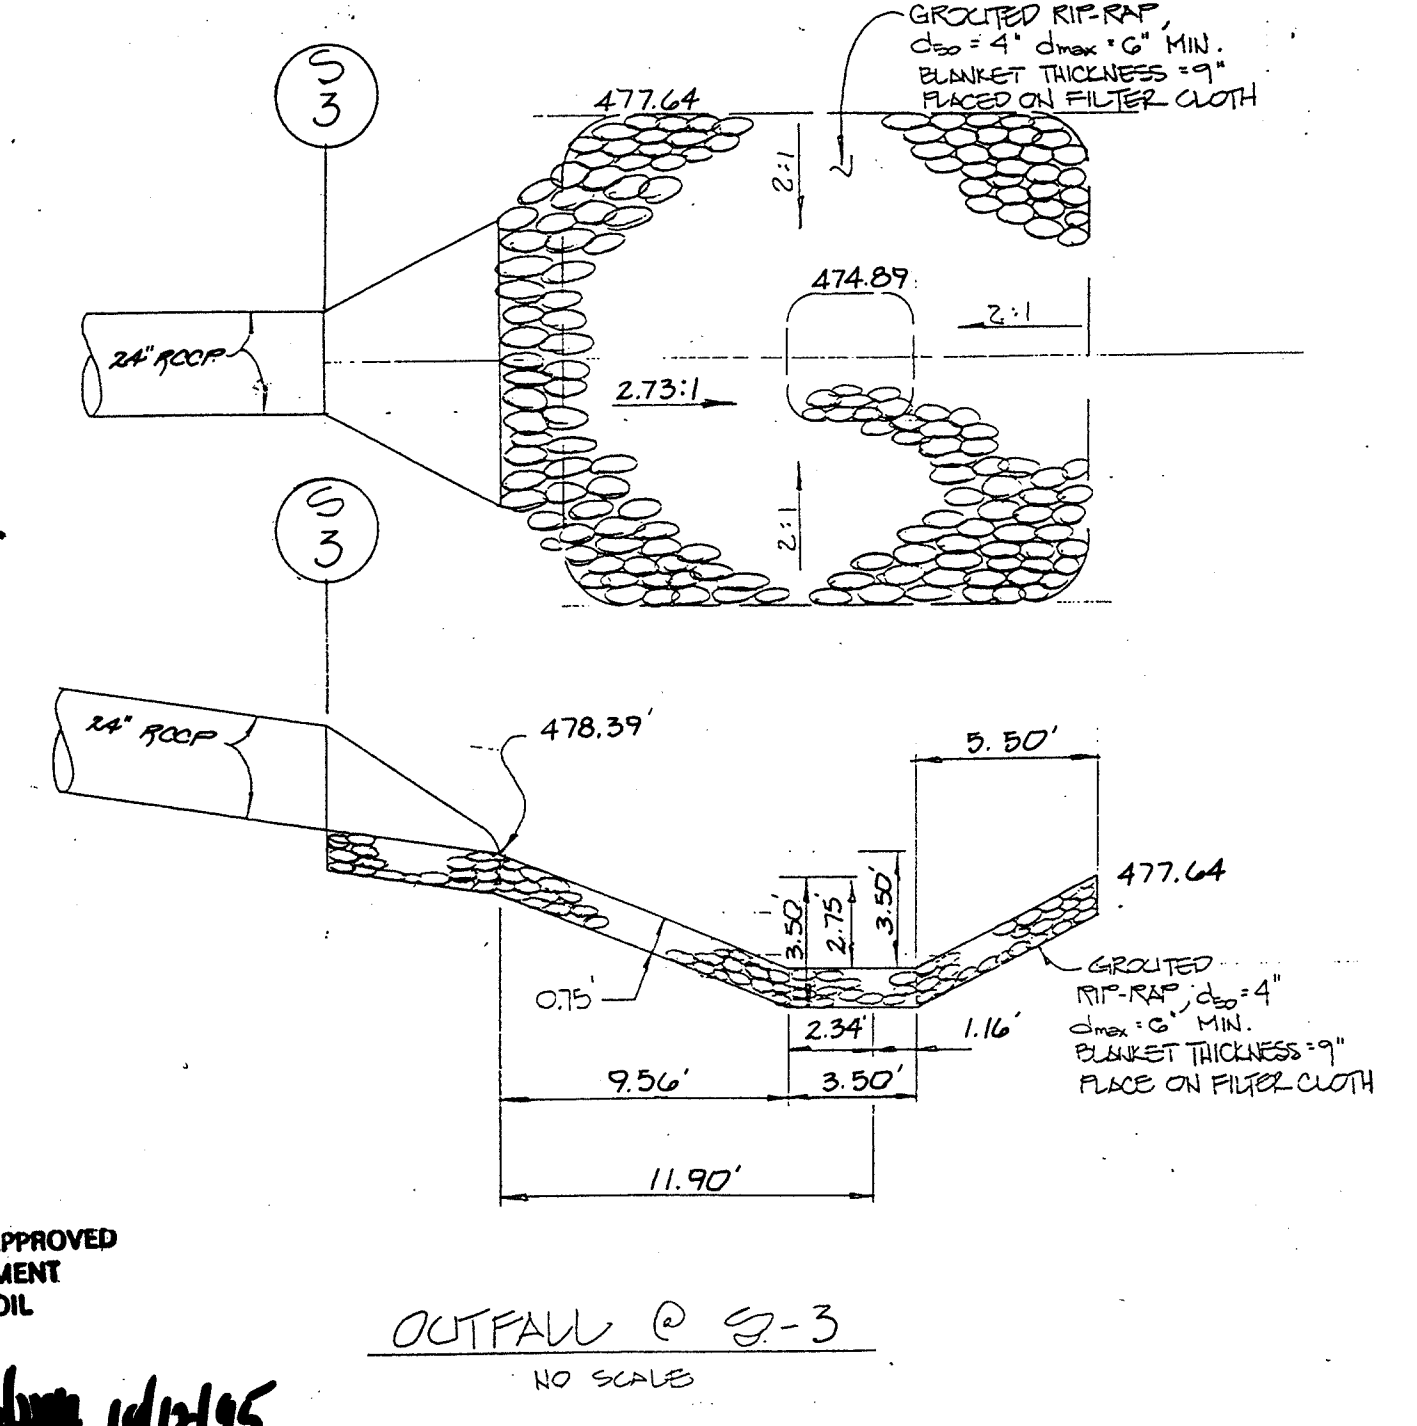 GROUTED RIP-RAP,
d50 = 4" dmax = 6" MIN.
BLANKET THICKNESS = 9"
PLACED ON FILTER CLOTH
S
3
477.64
2:1
474.89
2:1
24" RCCP
2.73:1
2:1
S
3
24" RCCP
478.39'
5.50'
477.64
3.50'
2.75'
3.50'
0.75'
GROUTED
RIP-RAP, d50 = 4"
dmax = 6" MIN.
BLANKET THICKNESS = 9"
PLACE ON FILTER CLOTH
2.34'
1.16'
9.56'
3.50'
11.90'
PPROVED
MENT
OIL
OUTFALL @ S-3
NO SCALE
10/12/95